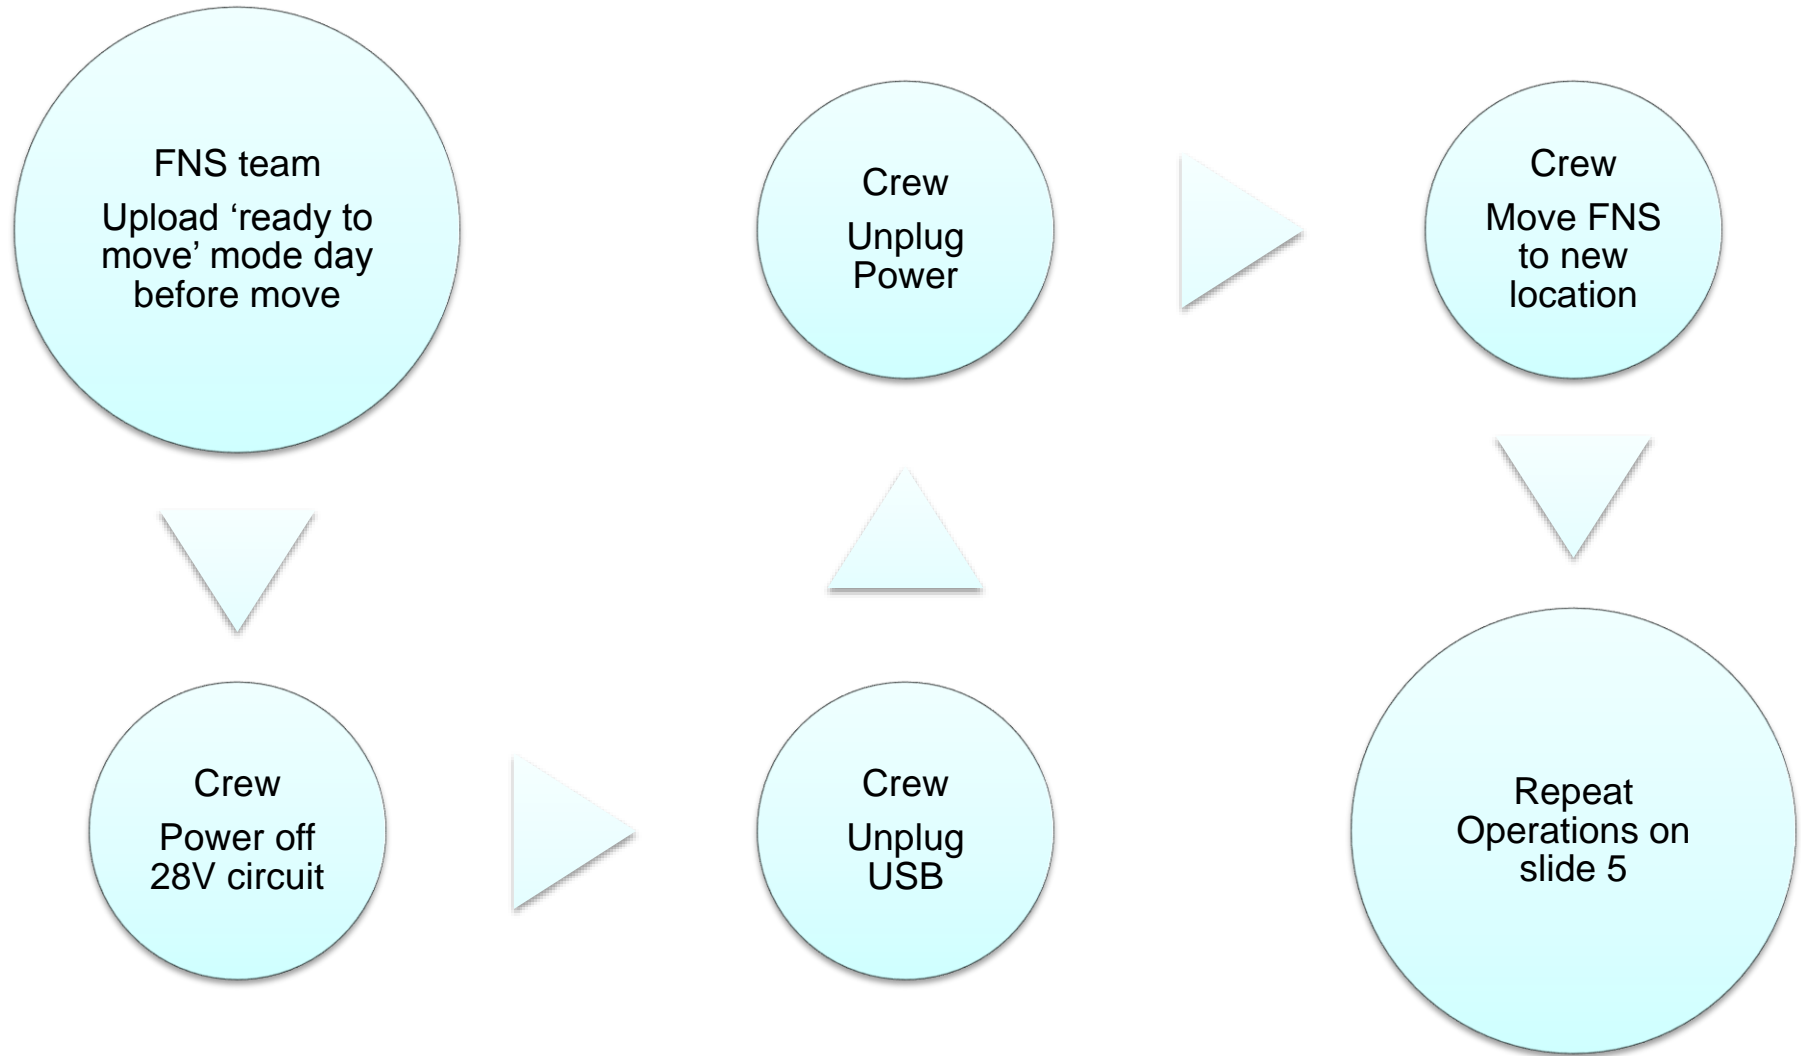 FNS team
Upload ‘ready to
move’ mode day
before move
Crew
Power off
28V circuit
Crew
Unplug
USB
Crew
Unplug
Power
Crew
Move FNS
to new
location
Repeat
Operations on
slide 5